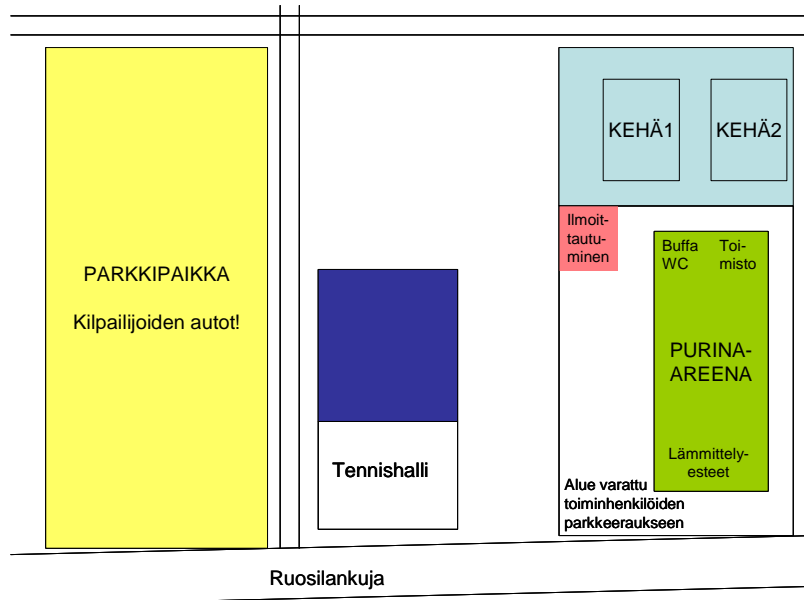 PARKKIPAIKKA
Kilpailijoiden autot!
Tennishalli
KEHÄ1
KEHÄ2
Ilmoit-
tautu-
minen
Buffa
WC
Toi-
misto
PURINA-
AREENA
Lämmittely-
esteet
Alue varattu
toiminhenkilöiden
parkkeeraukseen
Ruosilankuja